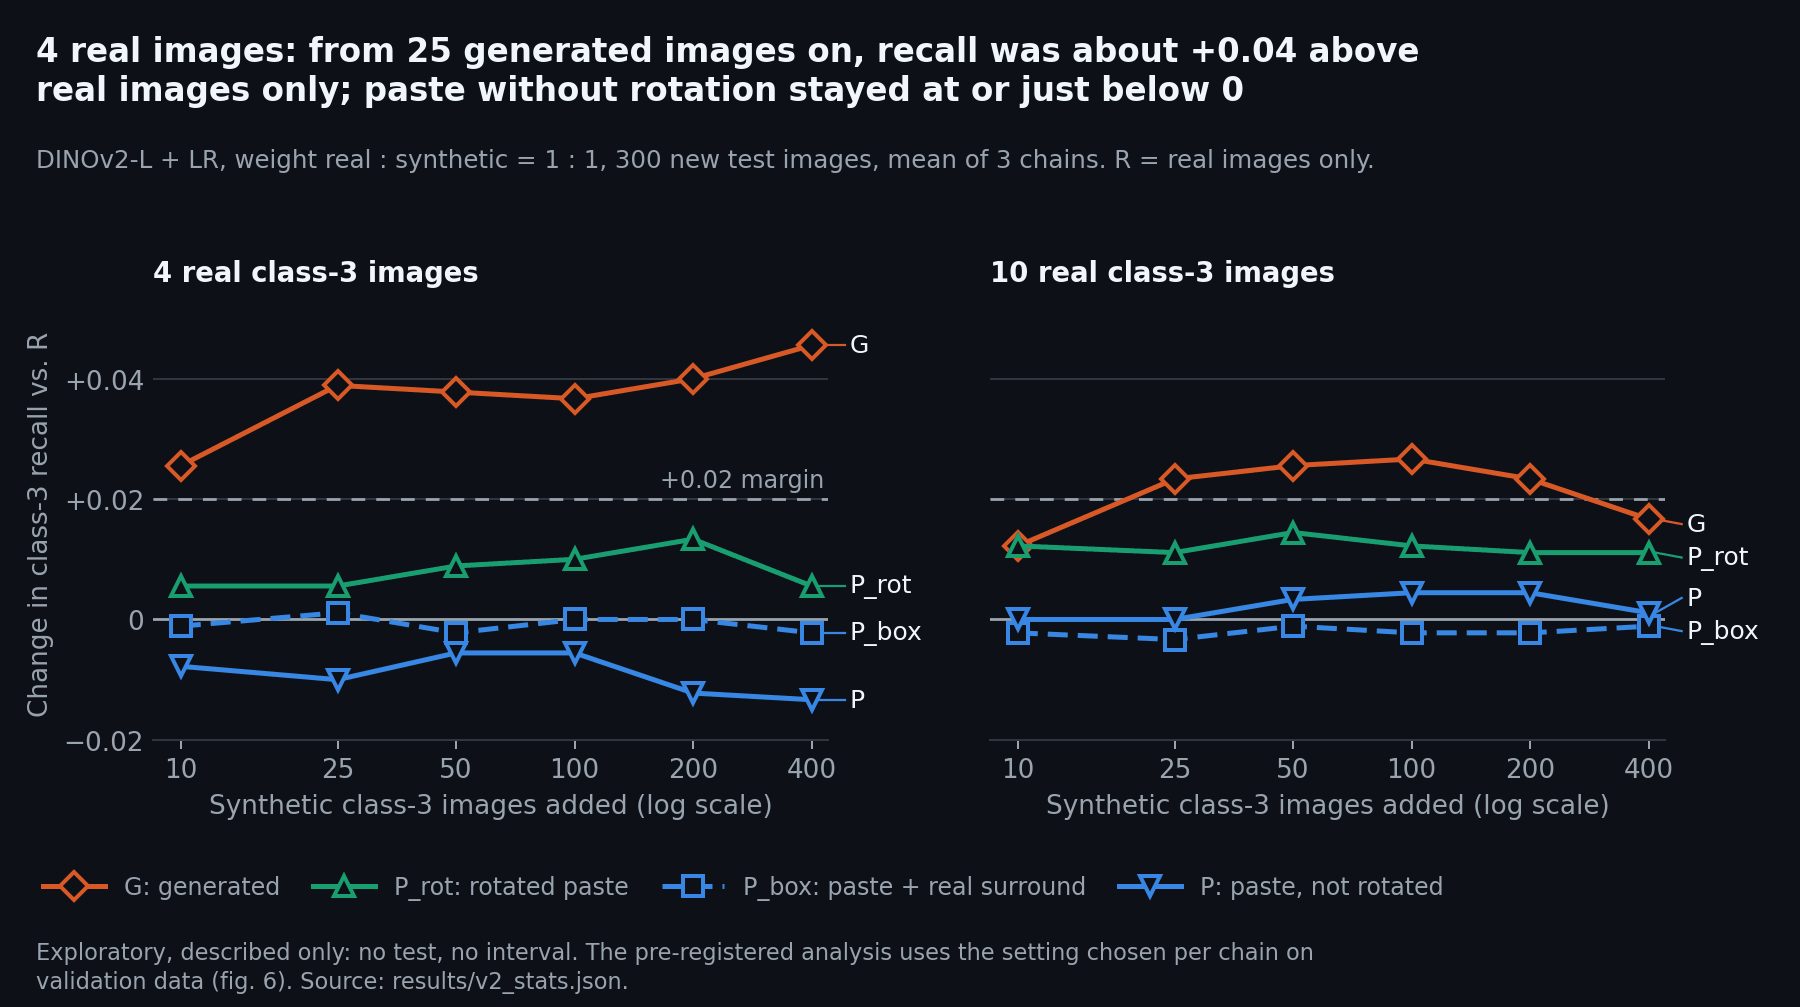 4 real images: from 25 generated images on, recall was about +0.04 above
real images only; paste without rotation stayed at or just below 0
DINOv2-L + LR, weight real : synthetic = 1 : 1, 300 new test images, mean of 3 chains. R = real images only.
4 real class-3 images
10 real class-3 images
Change in class-3 recall vs. R
+0.04
+0.02
0
−0.02
+0.02 margin
G
P_rot
P_box
P
G
P_rot
P
P_box
10 25 50 100 200 400
10 25 50 100 200 400
Synthetic class-3 images added (log scale)
Synthetic class-3 images added (log scale)
G: generated
P_rot: rotated paste
P_box: paste + real surround
P: paste, not rotated
Exploratory, described only: no test, no interval. The pre-registered analysis uses the setting chosen per chain on
validation data (fig. 6). Source: results/v2_stats.json.